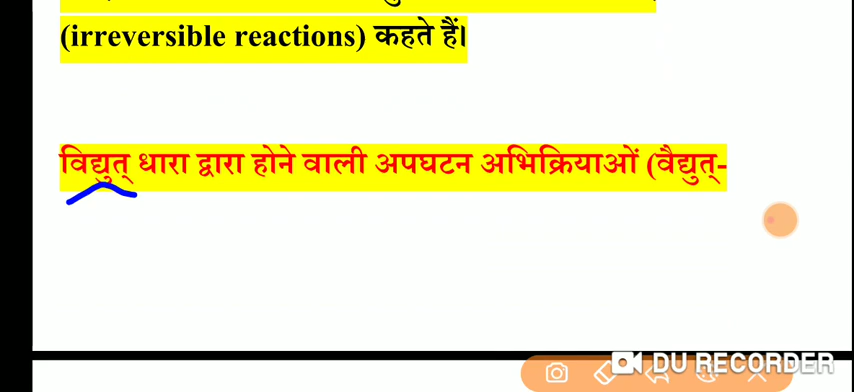 (irreversible reactions) कहते हैं।
विद्युत् धारा द्वारा होने वाली अपघटन अभिक्रियाओं (वैद्युत्-
DU RECORDER